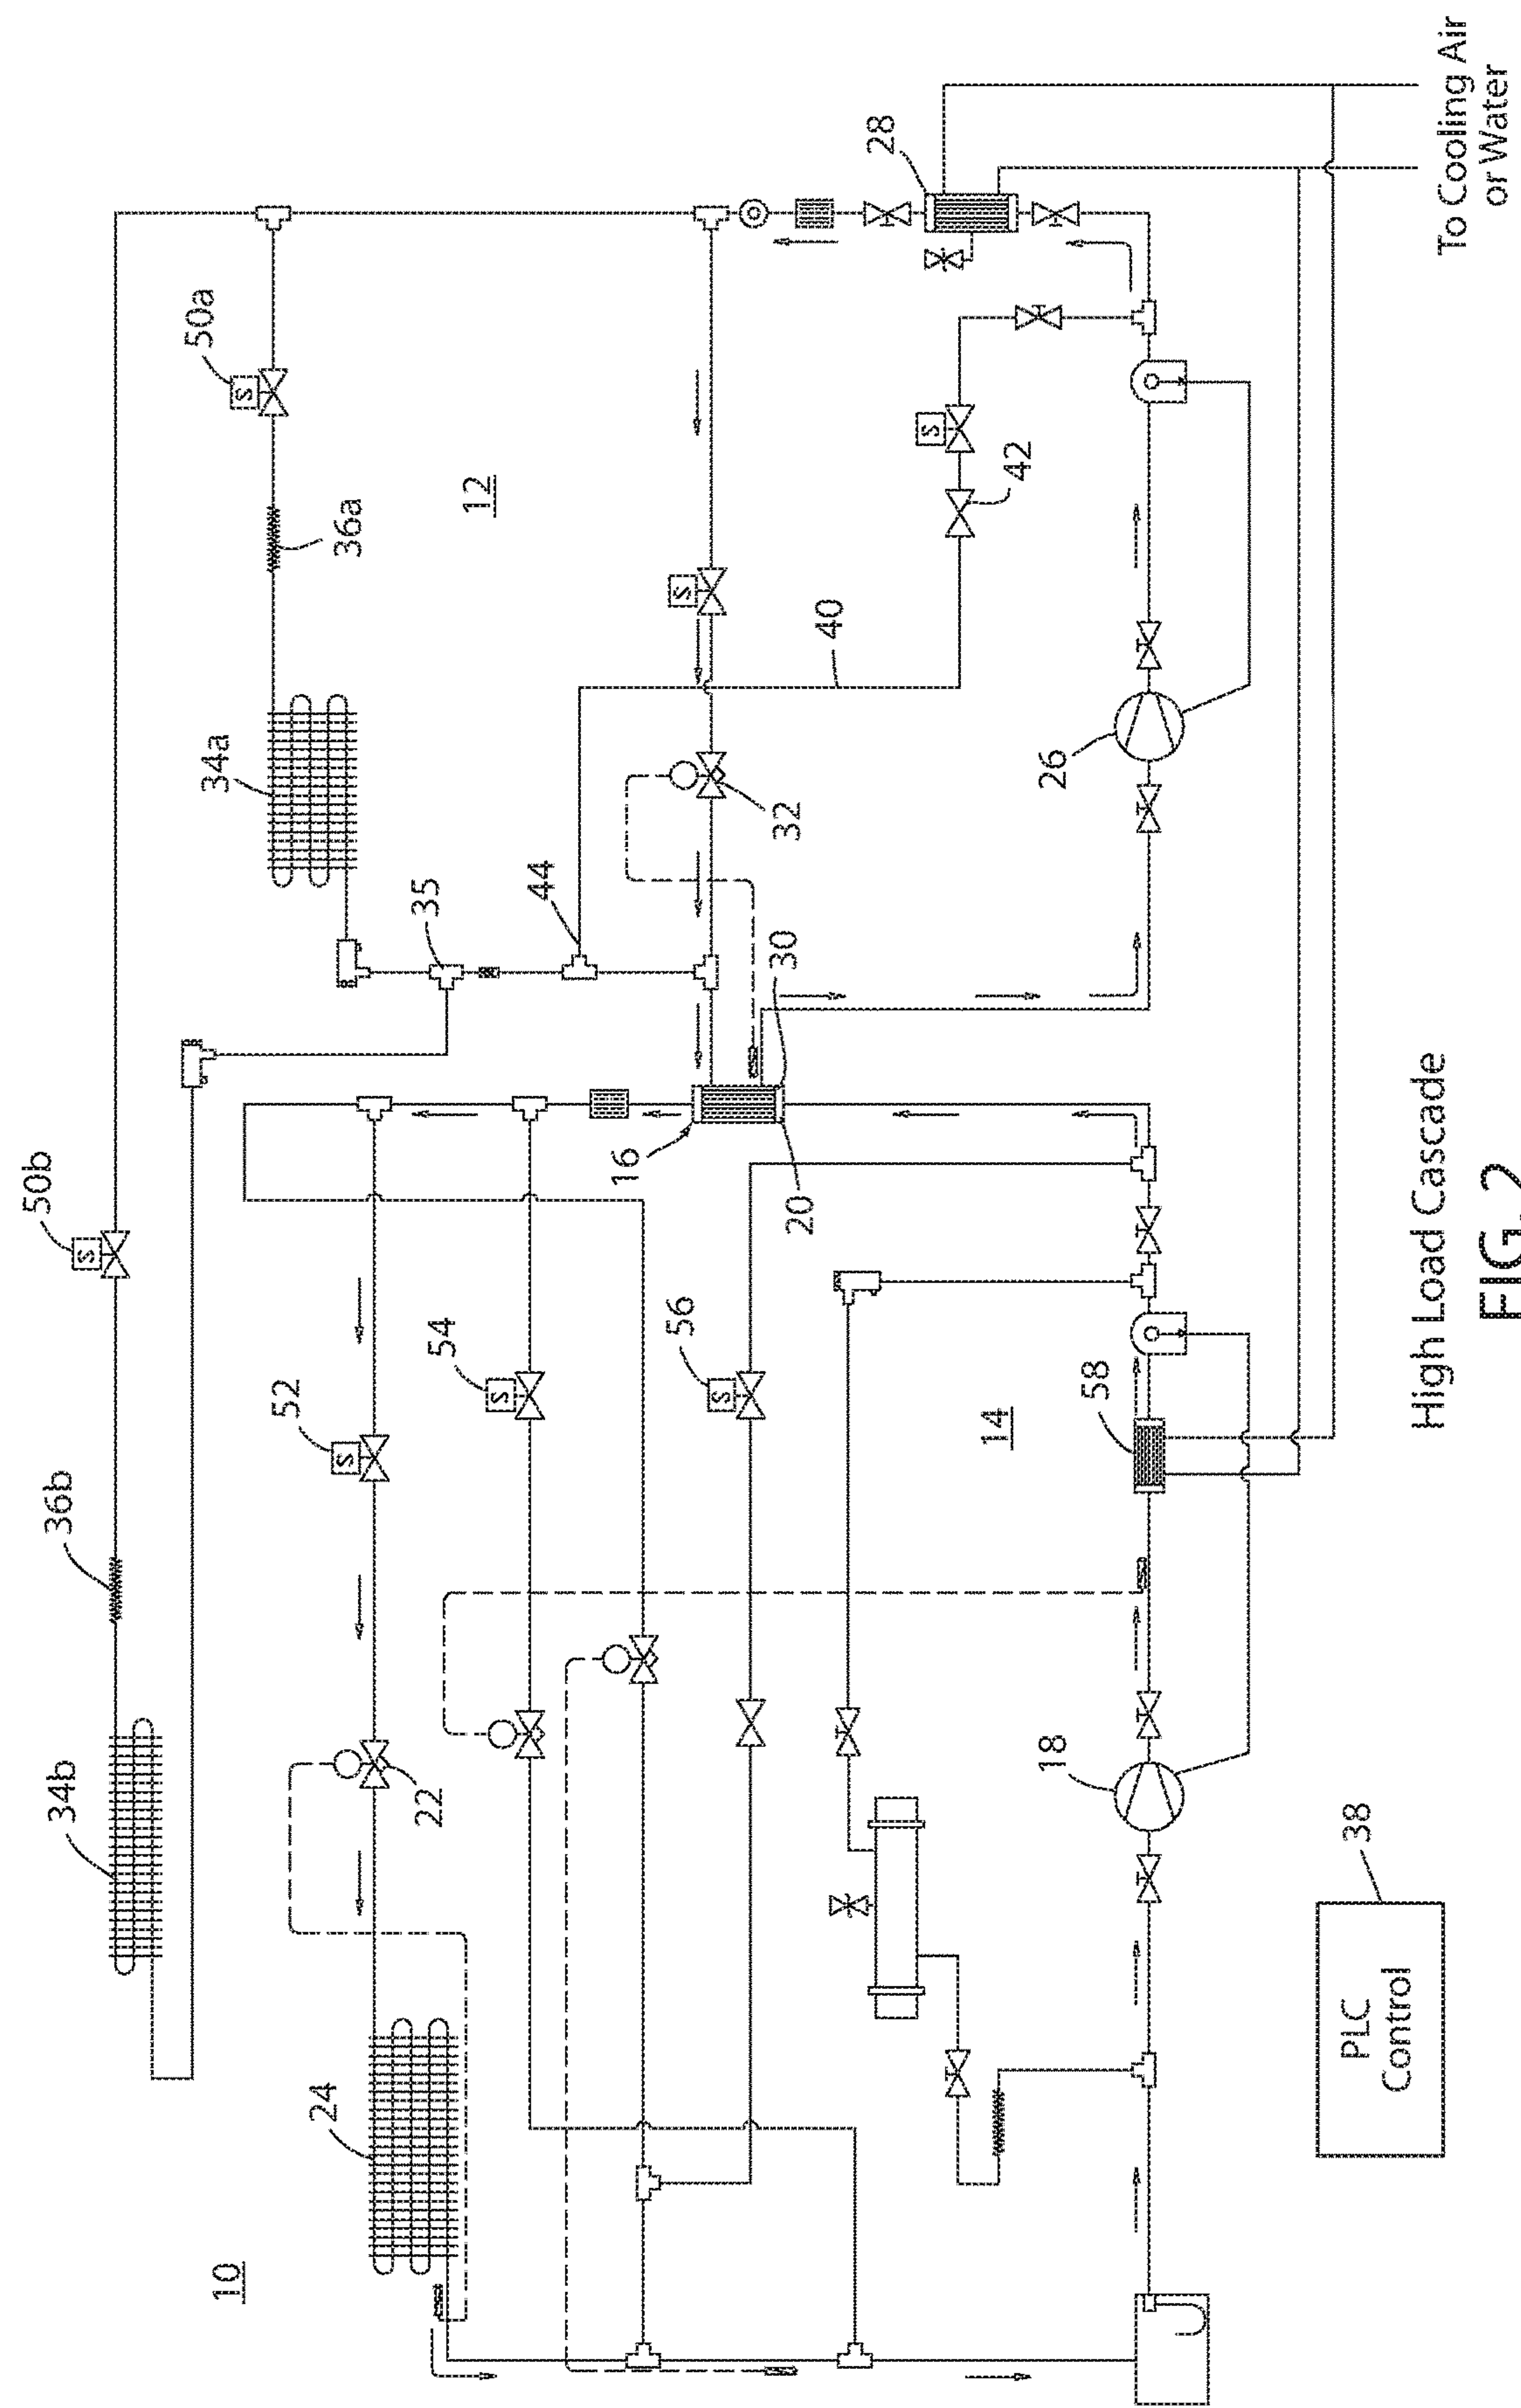 50b
36b
34b
S
50a
34a
10
S
52
24
S
36a
35
22
54
12
S
44
16
56
S
S
30
32
20
40
28
S
14
42
18
26
58
38
PLC
Control
High Load Cascade
To Cooling Air
or Water
FIG. 2